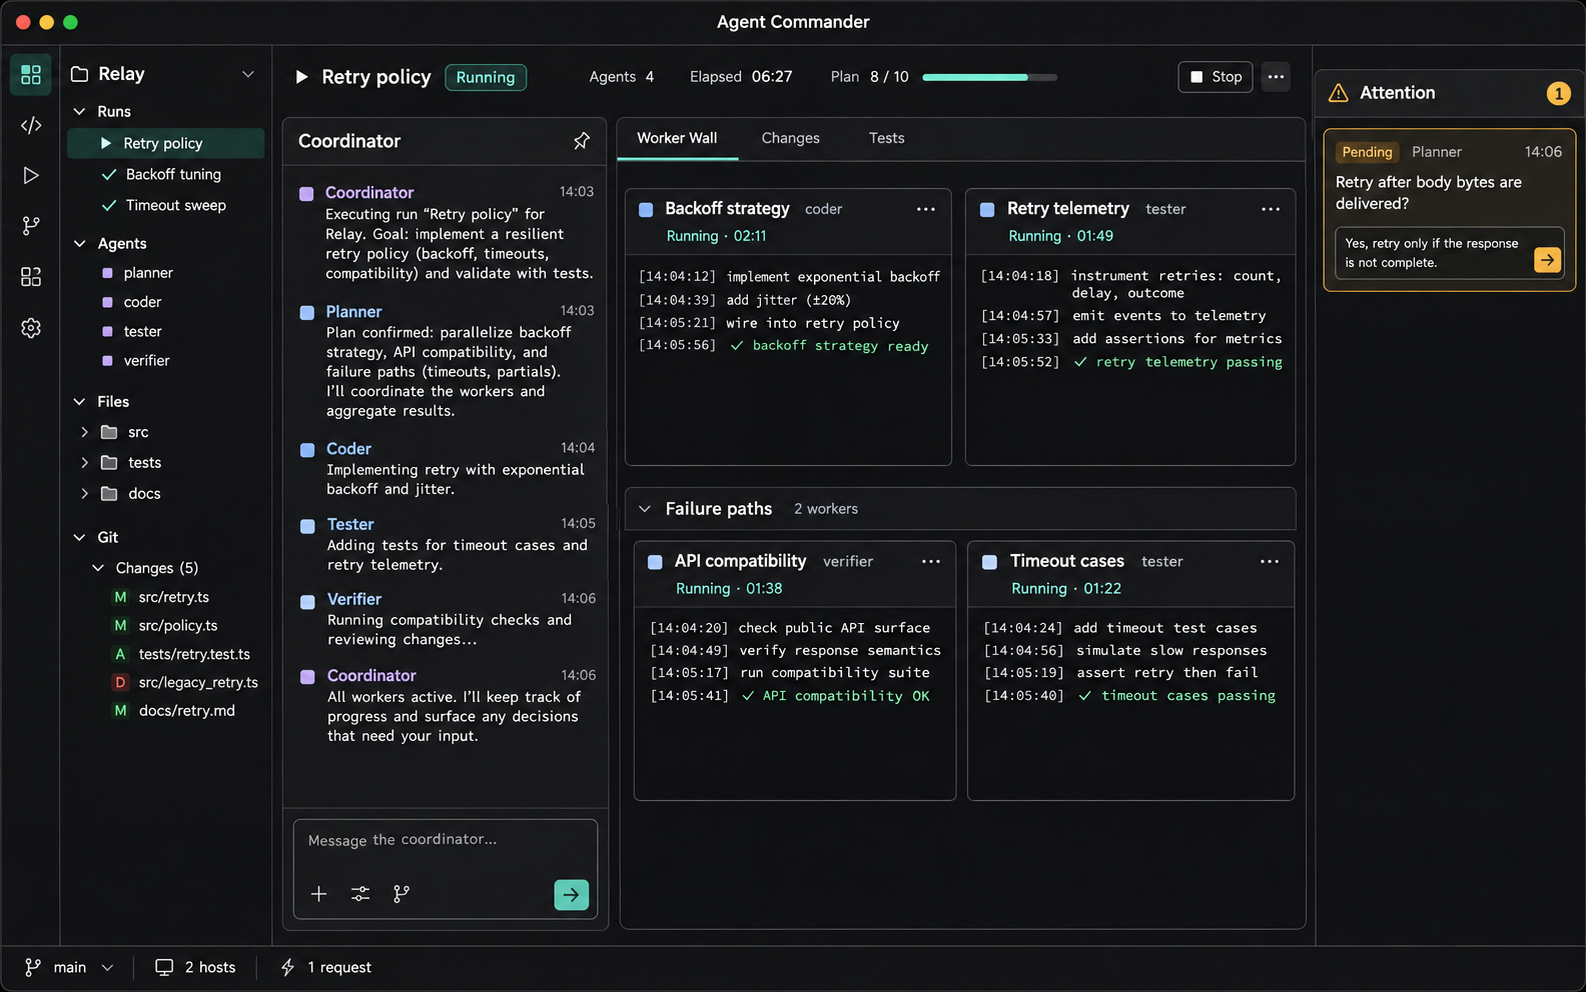 Agent Commander
Relay
Runs
Retry policy
Backoff tuning
Timeout sweep
Agents
planner
coder
tester
verifier
Files
src
tests
docs
Git
Changes (5)
M src/retry.ts
M src/policy.ts
A tests/retry.test.ts
D src/legacy_retry.ts
M docs/retry.md
Retry policy Running Agents 4 Elapsed 06:27 Plan 8 / 10 Stop
Coordinator
Coordinator 14:03
Executing run “Retry policy” for
Relay. Goal: implement a resilient
retry policy (backoff, timeouts,
compatibility) and validate with tests.
Planner 14:03
Plan confirmed: parallelize backoff
strategy, API compatibility, and
failure paths (timeouts, partials).
I’ll coordinate the workers and
aggregate results.
Coder 14:04
Implementing retry with exponential
backoff and jitter.
Tester 14:05
Adding tests for timeout cases and
retry telemetry.
Verifier 14:06
Running compatibility checks and
reviewing changes...
Coordinator 14:06
All workers active. I’ll keep track of
progress and surface any decisions
that need your input.
Message the coordinator...
Worker Wall Changes Tests
Backoff strategy coder
Running · 02:11
[14:04:12] implement exponential backoff
[14:04:39] add jitter (±20%)
[14:05:21] wire into retry policy
[14:05:56] ✓ backoff strategy ready
Retry telemetry tester
Running · 01:49
[14:04:18] instrument retries: count,
delay, outcome
[14:04:57] emit events to telemetry
[14:05:33] add assertions for metrics
[14:05:52] ✓ retry telemetry passing
Failure paths 2 workers
API compatibility verifier
Running · 01:38
[14:04:20] check public API surface
[14:04:49] verify response semantics
[14:05:17] run compatibility suite
[14:05:41] ✓ API compatibility OK
Timeout cases tester
Running · 01:22
[14:04:24] add timeout test cases
[14:04:56] simulate slow responses
[14:05:19] assert retry then fail
[14:05:40] ✓ timeout cases passing
Attention 1
Pending Planner 14:06
Retry after body bytes are
delivered?
Yes, retry only if the response
is not complete.
main 2 hosts 1 request